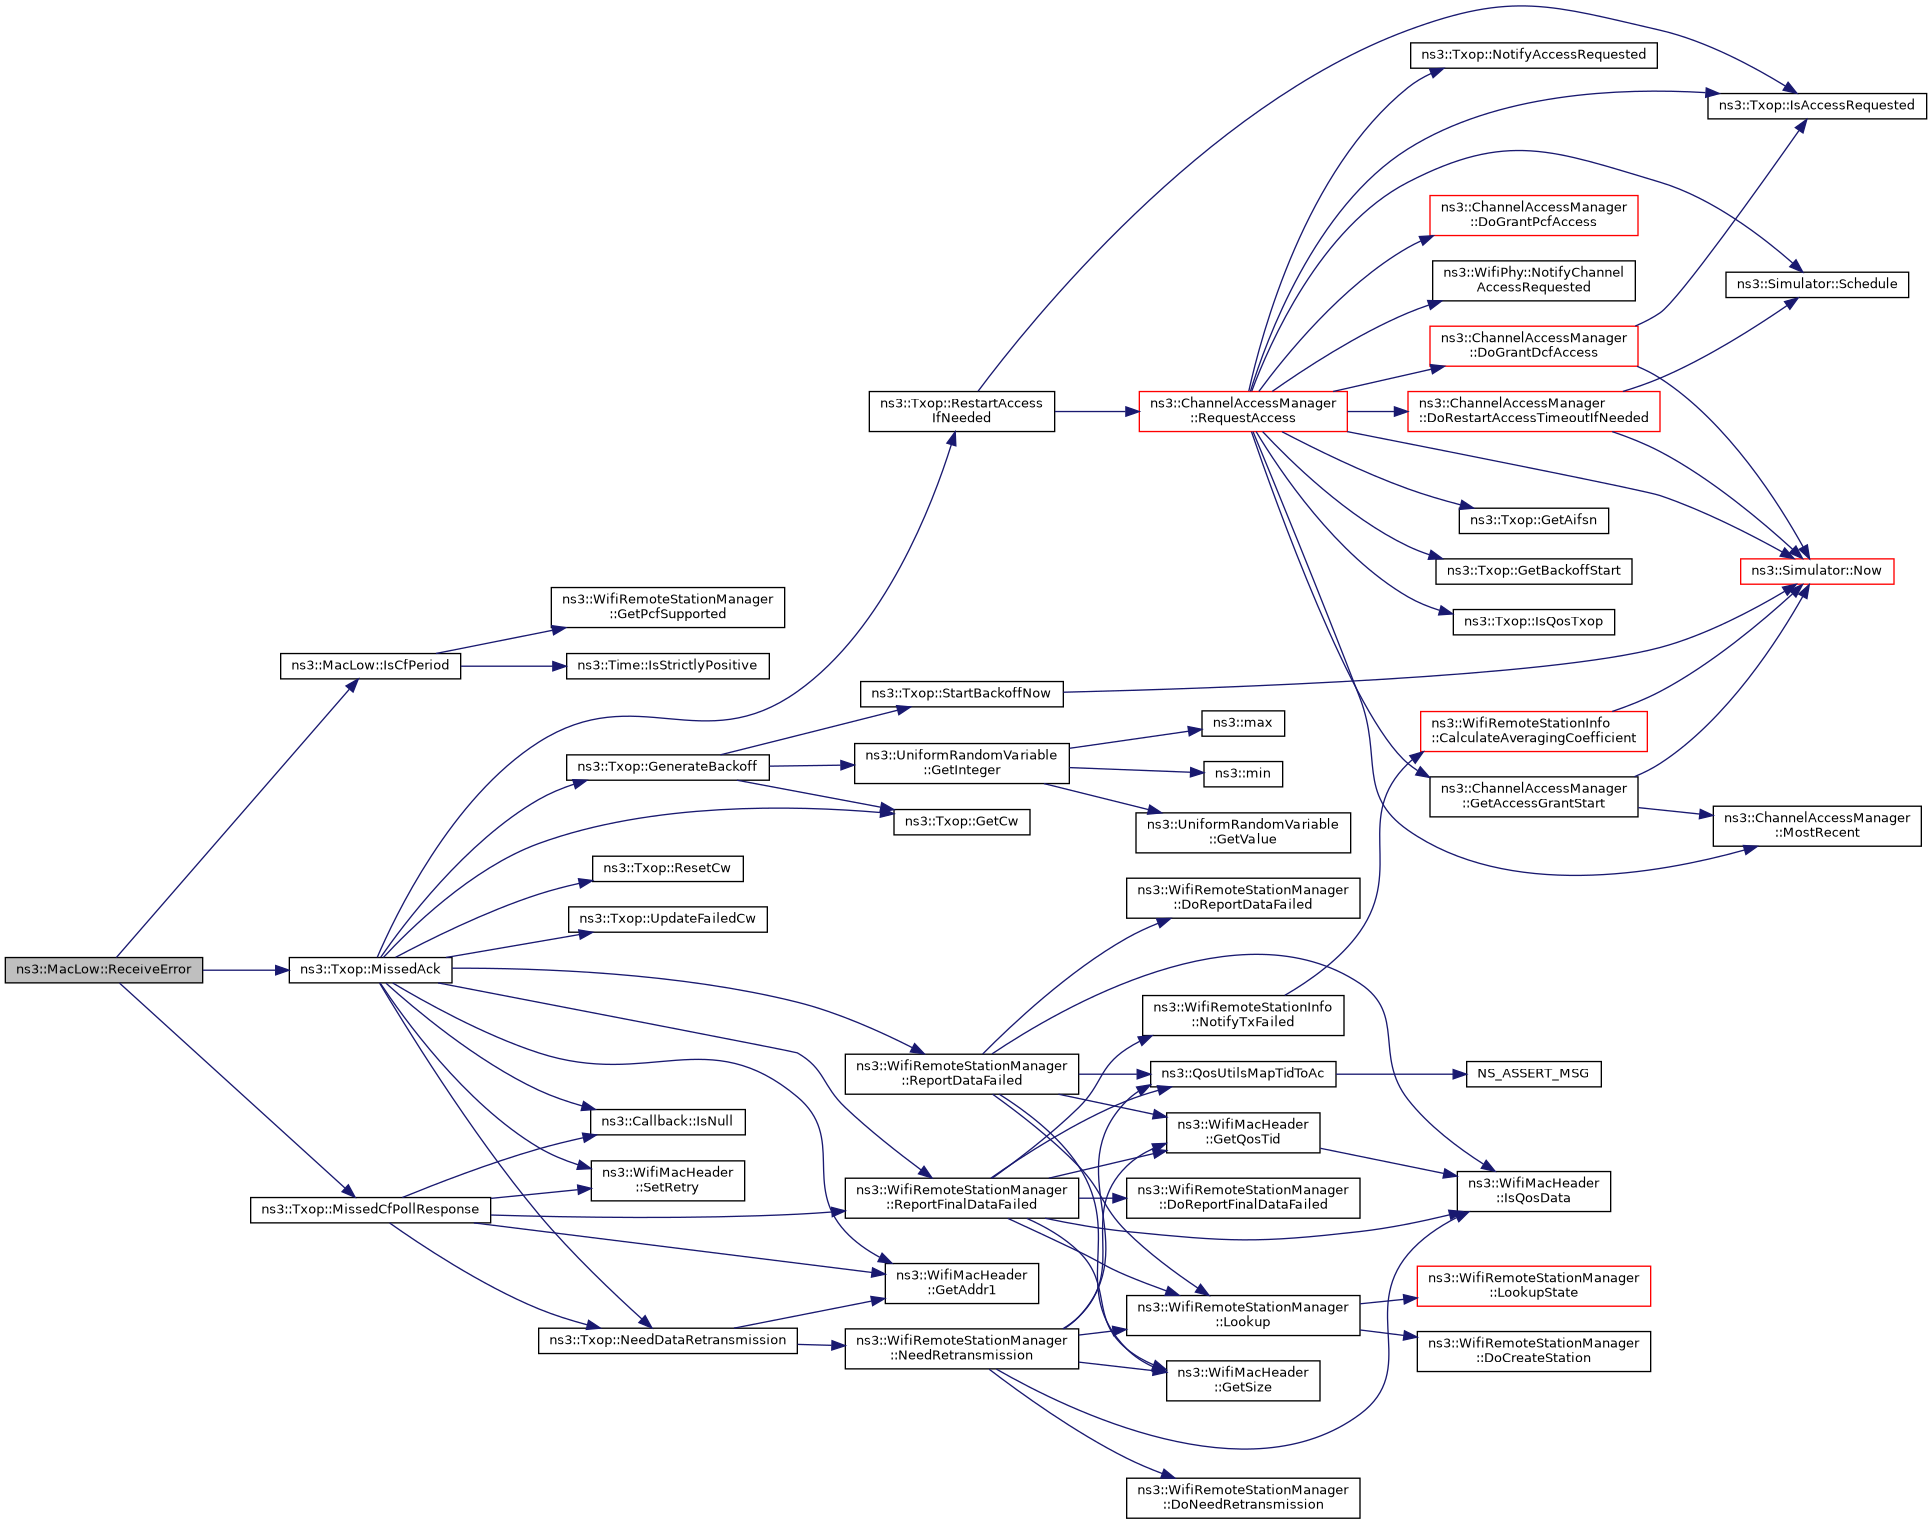 ns3::MacLow::ReceiveError
ns3::MacLow::IsCfPeriod
ns3::Txop::MissedAck
ns3::Txop::MissedCfPollResponse
ns3::WifiRemoteStationManager
::GetPcfSupported
ns3::Time::IsStrictlyPositive
ns3::Txop::GenerateBackoff
ns3::Txop::ResetCw
ns3::Txop::UpdateFailedCw
ns3::Callback::IsNull
ns3::WifiMacHeader
::SetRetry
ns3::Txop::NeedDataRetransmission
ns3::Txop::RestartAccess
IfNeeded
ns3::Txop::StartBackoffNow
ns3::UniformRandomVariable
::GetInteger
ns3::Txop::GetCw
ns3::WifiRemoteStationManager
::ReportDataFailed
ns3::WifiRemoteStationManager
::ReportFinalDataFailed
ns3::WifiMacHeader
::GetAddr1
ns3::WifiRemoteStationManager
::NeedRetransmission
ns3::ChannelAccessManager
::RequestAccess
ns3::max
ns3::min
ns3::UniformRandomVariable
::GetValue
ns3::WifiRemoteStationManager
::DoReportDataFailed
ns3::WifiRemoteStationInfo
::NotifyTxFailed
ns3::QosUtilsMapTidToAc
ns3::WifiMacHeader
::GetQosTid
ns3::WifiRemoteStationManager
::DoReportFinalDataFailed
ns3::WifiRemoteStationManager
::Lookup
ns3::WifiMacHeader
::GetSize
ns3::WifiRemoteStationManager
::DoNeedRetransmission
ns3::Txop::NotifyAccessRequested
ns3::ChannelAccessManager
::DoGrantPcfAccess
ns3::WifiPhy::NotifyChannel
AccessRequested
ns3::ChannelAccessManager
::DoGrantDcfAccess
ns3::ChannelAccessManager
::DoRestartAccessTimeoutIfNeeded
ns3::Txop::GetAifsn
ns3::Txop::GetBackoffStart
ns3::Txop::IsQosTxop
ns3::WifiRemoteStationInfo
::CalculateAveragingCoefficient
ns3::ChannelAccessManager
::GetAccessGrantStart
NS_ASSERT_MSG
ns3::WifiMacHeader
::IsQosData
ns3::WifiRemoteStationManager
::LookupState
ns3::WifiRemoteStationManager
::DoCreateStation
ns3::Txop::IsAccessRequested
ns3::Simulator::Schedule
ns3::Simulator::Now
ns3::ChannelAccessManager
::MostRecent